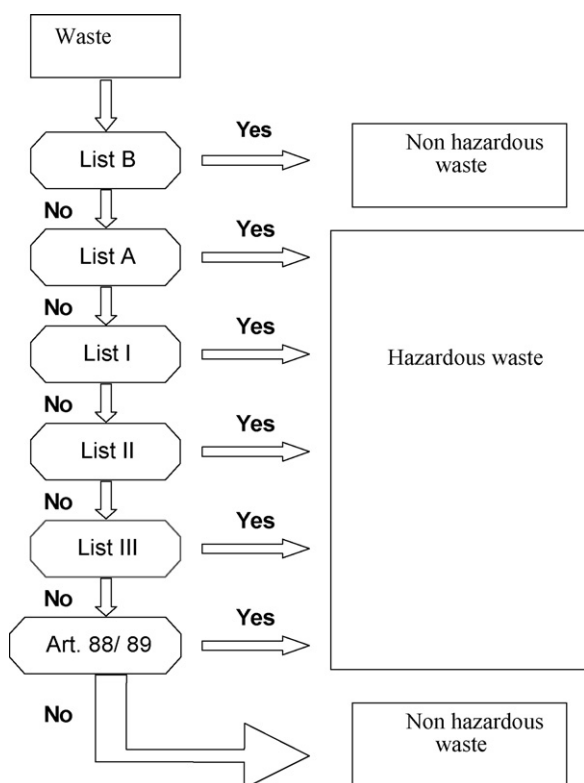 Waste
Yes
List B
Non hazardous
waste
No
Yes
List A
No
Yes
List I
Hazardous waste
No
Yes
List II
No
Yes
List III
No
Yes
Art. 88/ 89
No
Non hazardous
waste